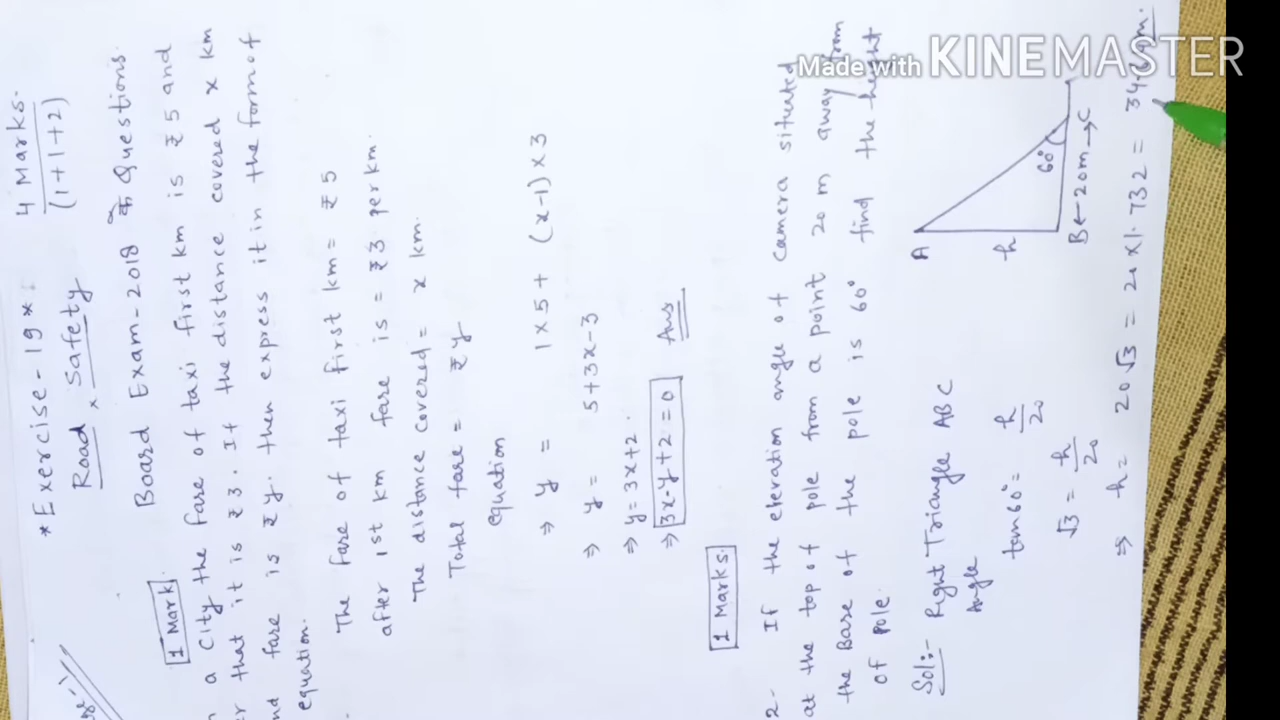 4 Marks.
(1+1+2)
*Exercise-19*
Road x Safety
Board Exam-2018 के Questions.
1 Mark
a City the fare of taxi first km is ₹5 and
er that it is ₹3. If the distance covered x km
nd fare is ₹y. then express it in the form of
equation.
The fare of taxi first km = ₹5
after 1st km fare is = ₹3 per km.
The distance covered = x km.
Total fare = ₹y
equation
⇒ y = 1×5+ (x-1)×3
⇒ y = 5+3x-3
⇒ y=3x+2.
⇒ 3x-y+2=0 Ans
1 Marks.
2- If the elevation angle of camera situated
at the top of pole from a point 20 m away from
the Base of the pole is 60° find the height
of pole.
Sol:- Right Triangle ABC
Angle
A
h
60°
B←20m→C
tan60° = h/20
√3 = h/20
⇒ h = 20√3 = 20×1.732 =
Made with KINEMASTER